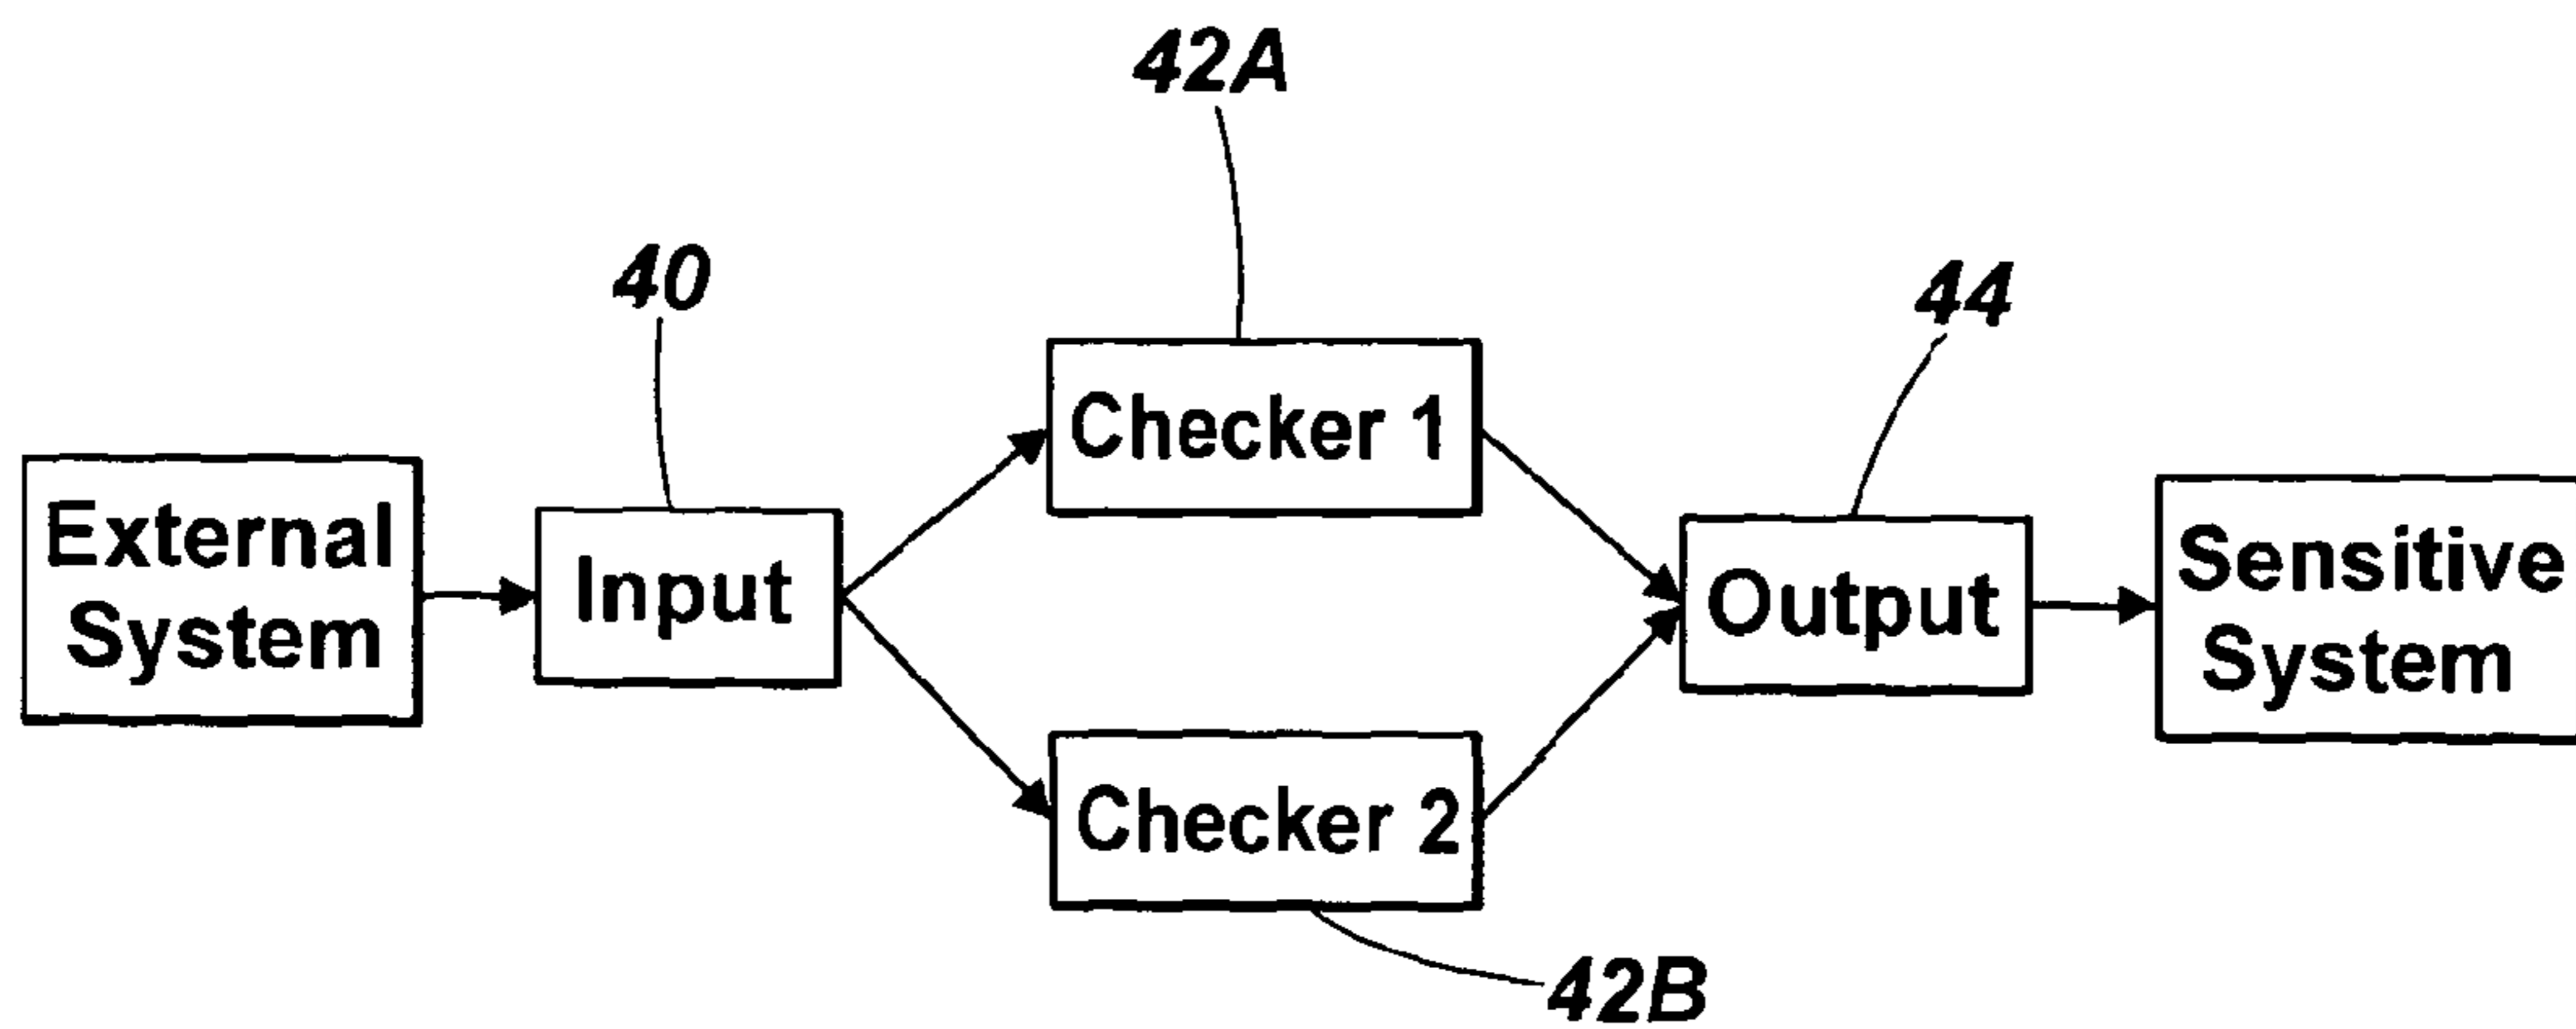 42A
40
44
Checker 1
External
System
Input
Output
Sensitive
System
Checker 2
42B